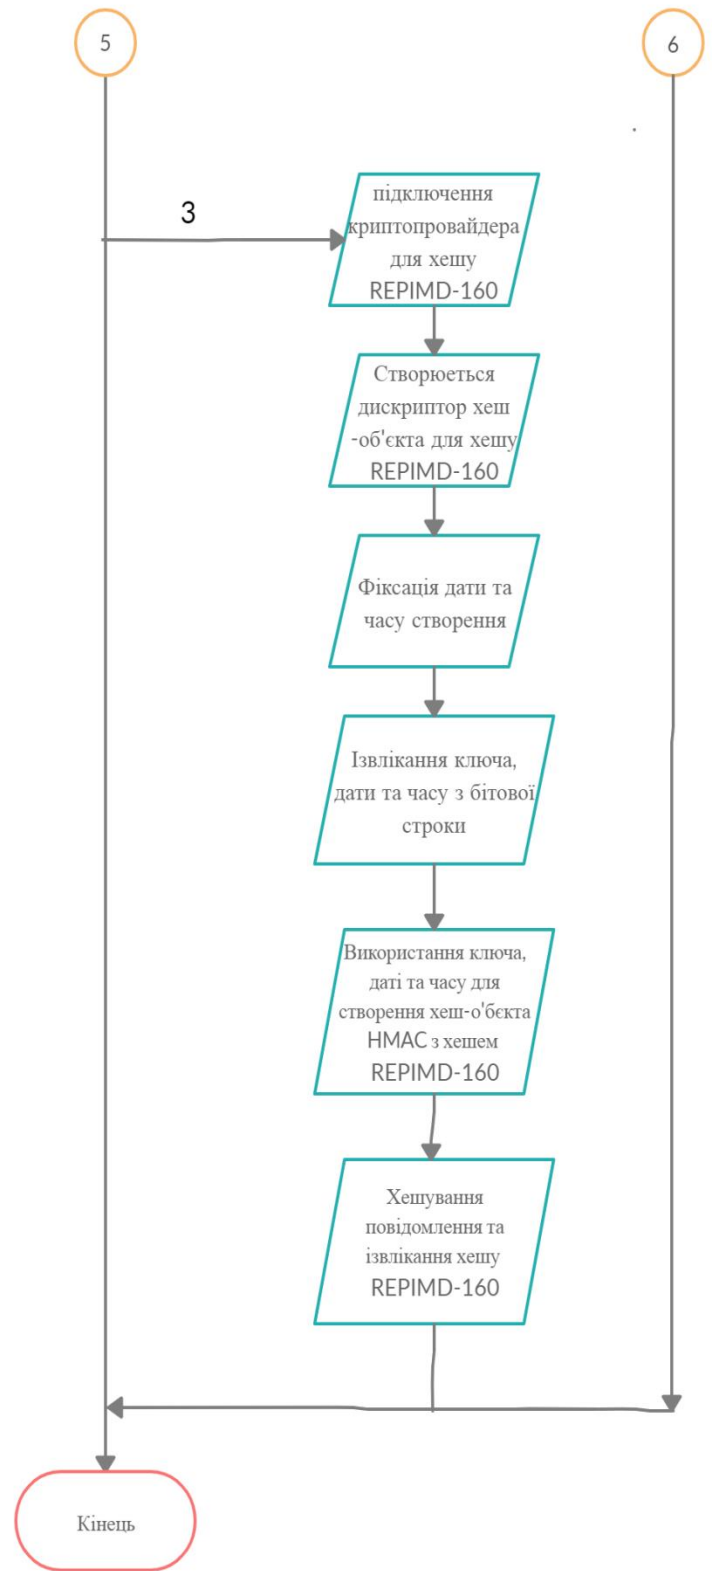 5
6
3
підключення
криптопровайдера
для хешу
REPIMD-160
Створюеться
дискриптор хеш
-об'єкта для хешу
REPIMD-160
Фіксація дати та
часу створення
Ізвлікання ключа,
дати та часу з бітової
строки
Використання ключа,
даті та часу для
створення хеш-о'бєкта
HMAC з хешем
REPIMD-160
Хешування
повідомлення та
ізвлікання хешу
REPIMD-160
Кінець